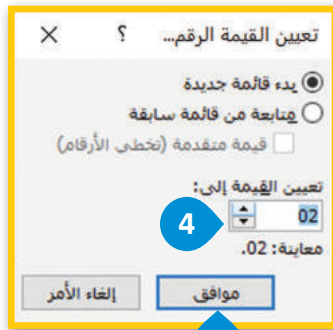 تعيين القيمة الرقم... ؟ ×
بدء قائمة جديدة
متابعة من قائمة سابقة
قيمة متقدمة (تخطي الأرقام)
تعيين القيمة إلى:
02
4
معاينة: 02.
موافق إلغاء الأمر